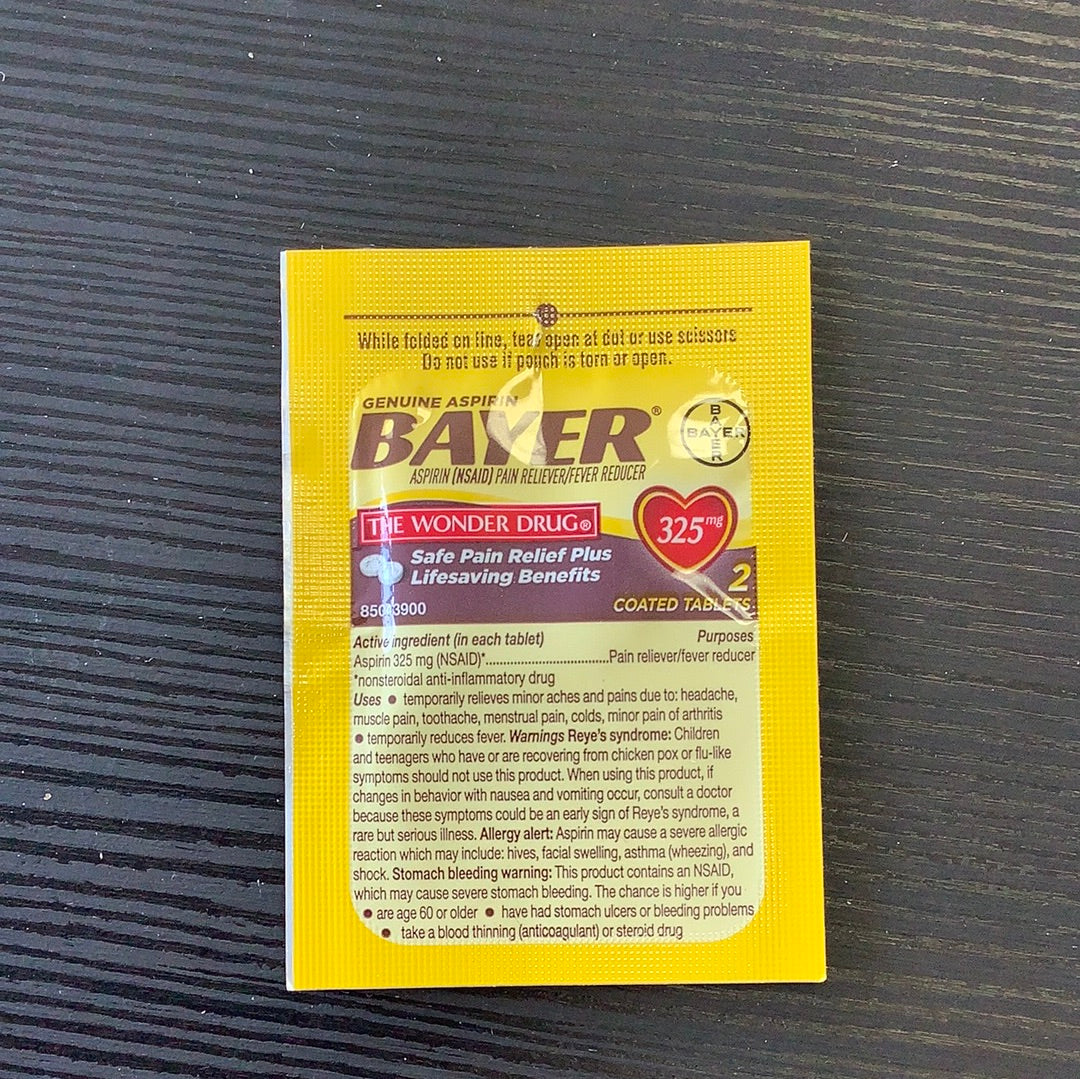 While folded on line, tear open at dot or use scissors
Do not use if pouch is torn or open.
GENUINE ASPIRIN
BAYER®
BAYER
BAYER
ASPIRIN (NSAID) PAIN RELIEVER/FEVER REDUCER
THE WONDER DRUG®
325 mg
Safe Pain Relief Plus
Lifesaving Benefits
2
COATED TABLETS
85043900
Active ingredient (in each tablet) Purposes
Aspirin 325 mg (NSAID)*...................................Pain reliever/fever reducer
*nonsteroidal anti-inflammatory drug
Uses ● temporarily relieves minor aches and pains due to: headache,
muscle pain, toothache, menstrual pain, colds, minor pain of arthritis
● temporarily reduces fever. Warnings Reye's syndrome: Children
and teenagers who have or are recovering from chicken pox or flu-like
symptoms should not use this product. When using this product, if
changes in behavior with nausea and vomiting occur, consult a doctor
because these symptoms could be an early sign of Reye's syndrome, a
rare but serious illness. Allergy alert: Aspirin may cause a severe allergic
reaction which may include: hives, facial swelling, asthma (wheezing), and
shock. Stomach bleeding warning: This product contains an NSAID,
which may cause severe stomach bleeding. The chance is higher if you
● are age 60 or older ● have had stomach ulcers or bleeding problems
● take a blood thinning (anticoagulant) or steroid drug